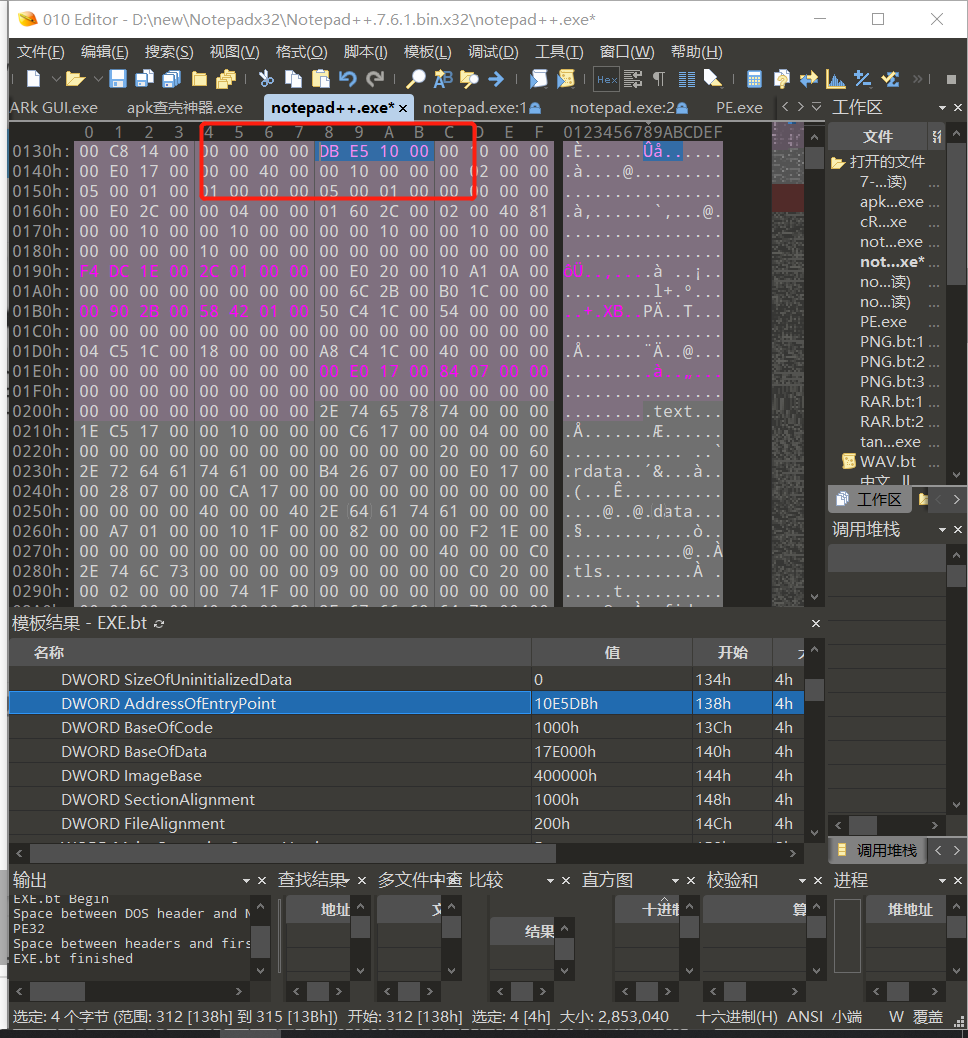 010 Editor - D:\new\Notepadx32\Notepad++.7.6.1.bin.x32\notepad++.exe*
文件(F) 编辑(E) 搜索(S) 视图(V) 格式(O) 脚本(I) 模板(L) 调试(D) 工具(T) 窗口(W) 帮助(H)
ARk GUI.exe apk查壳神器.exe notepad++.exe* notepad.exe:1 notepad.exe:2 PE.exe
0 1 2 3 4 5 6 7 8 9 A B C D E F 0123456789ABCDEF
0130h: 00 C8 14 00 00 00 00 00 DB E5 10 00 00 10 00 00 .È......Ûå......
0140h: 00 E0 17 00 00 00 40 00 00 10 00 00 00 02 00 00 .à....@.........
0150h: 05 00 01 00 01 00 00 00 05 00 01 00 00 00 00 00 ................
0160h: 00 E0 2C 00 00 04 00 00 01 60 2C 00 02 00 40 81 .à,......`,...@.
0170h: 00 00 10 00 00 10 00 00 00 00 10 00 00 10 00 00 ................
0180h: 00 00 00 00 10 00 00 00 00 00 00 00 00 00 00 00 ................
0190h: F4 DC 1E 00 2C 01 00 00 00 E0 20 00 10 A1 0A 00 ôÜ..,....à ..¡..
01A0h: 00 00 00 00 00 00 00 00 00 6C 2B 00 B0 1C 00 00 .........l+.°...
01B0h: 00 90 2B 00 58 42 01 00 50 C4 1C 00 54 00 00 00 ..+.XB..PÄ..T...
01C0h: 00 00 00 00 00 00 00 00 00 00 00 00 00 00 00 00 ................
01D0h: 04 C5 1C 00 18 00 00 00 A8 C4 1C 00 40 00 00 00 .Å......¨Ä..@...
01E0h: 00 00 00 00 00 00 00 00 00 E0 17 00 84 07 00 00 .........à......
01F0h: 00 00 00 00 00 00 00 00 00 00 00 00 00 00 00 00 ................
0200h: 00 00 00 00 00 00 00 00 2E 74 65 78 74 00 00 00 .........text...
0210h: 1E C5 17 00 00 10 00 00 00 C6 17 00 00 04 00 00 .Å.......Æ......
0220h: 00 00 00 00 00 00 00 00 00 00 00 00 20 00 00 60 ............ ..`
0230h: 2E 72 64 61 74 61 00 00 B4 26 07 00 00 E0 17 00 .rdata..´&...à..
0240h: 00 28 07 00 00 CA 17 00 00 00 00 00 00 00 00 00 .(...Ê..........
0250h: 00 00 00 00 40 00 00 40 2E 64 61 74 61 00 00 00 ....@..@.data...
0260h: 00 A7 01 00 00 10 1F 00 00 82 00 00 00 F2 1E 00 .§.......‚...ò..
0270h: 00 00 00 00 00 00 00 00 00 00 00 00 40 00 00 C0 ............@..À
0280h: 2E 74 6C 73 00 00 00 00 09 00 00 00 00 C0 20 00 .tls.........À .
0290h: 00 02 00 00 00 74 1F 00 00 00 00 00 00 00 00 00 .....t..........
工作区
文件
打开的文件
7-...读) ...
apk...exe ...
cR...xe ...
not...exe ...
not...xe* ...
no...读) ...
no...读) ...
PE.exe ...
PNG.bt:1 ...
PNG.bt:2 ...
PNG.bt:3 ...
RAR.bt:1 ...
RAR.bt:2 ...
tan...exe ...
WAV.bt ...
工作区
调用堆栈
调用堆栈
模板结果 - EXE.bt
名称 值 开始
DWORD SizeOfUninitializedData 0 134h 4h
DWORD AddressOfEntryPoint 10E5DBh 138h 4h
DWORD BaseOfCode 1000h 13Ch 4h
DWORD BaseOfData 17E000h 140h 4h
DWORD ImageBase 400000h 144h 4h
DWORD SectionAlignment 1000h 148h 4h
DWORD FileAlignment 200h 14Ch 4h
输出 查找结果 多文件中查 比较 直方图 校验和 进程
EXE.bt Begin
Space between DOS header and
PE32
Space between headers and firs
EXE.bt finished
地址 文 结果 十进制 算 堆地址
选定: 4 个字节 (范围: 312 [138h] 到 315 [13Bh]) 开始: 312 [138h] 选定: 4 [4h] 大小: 2,853,040 十六进制(H) ANSI 小端 W 覆盖